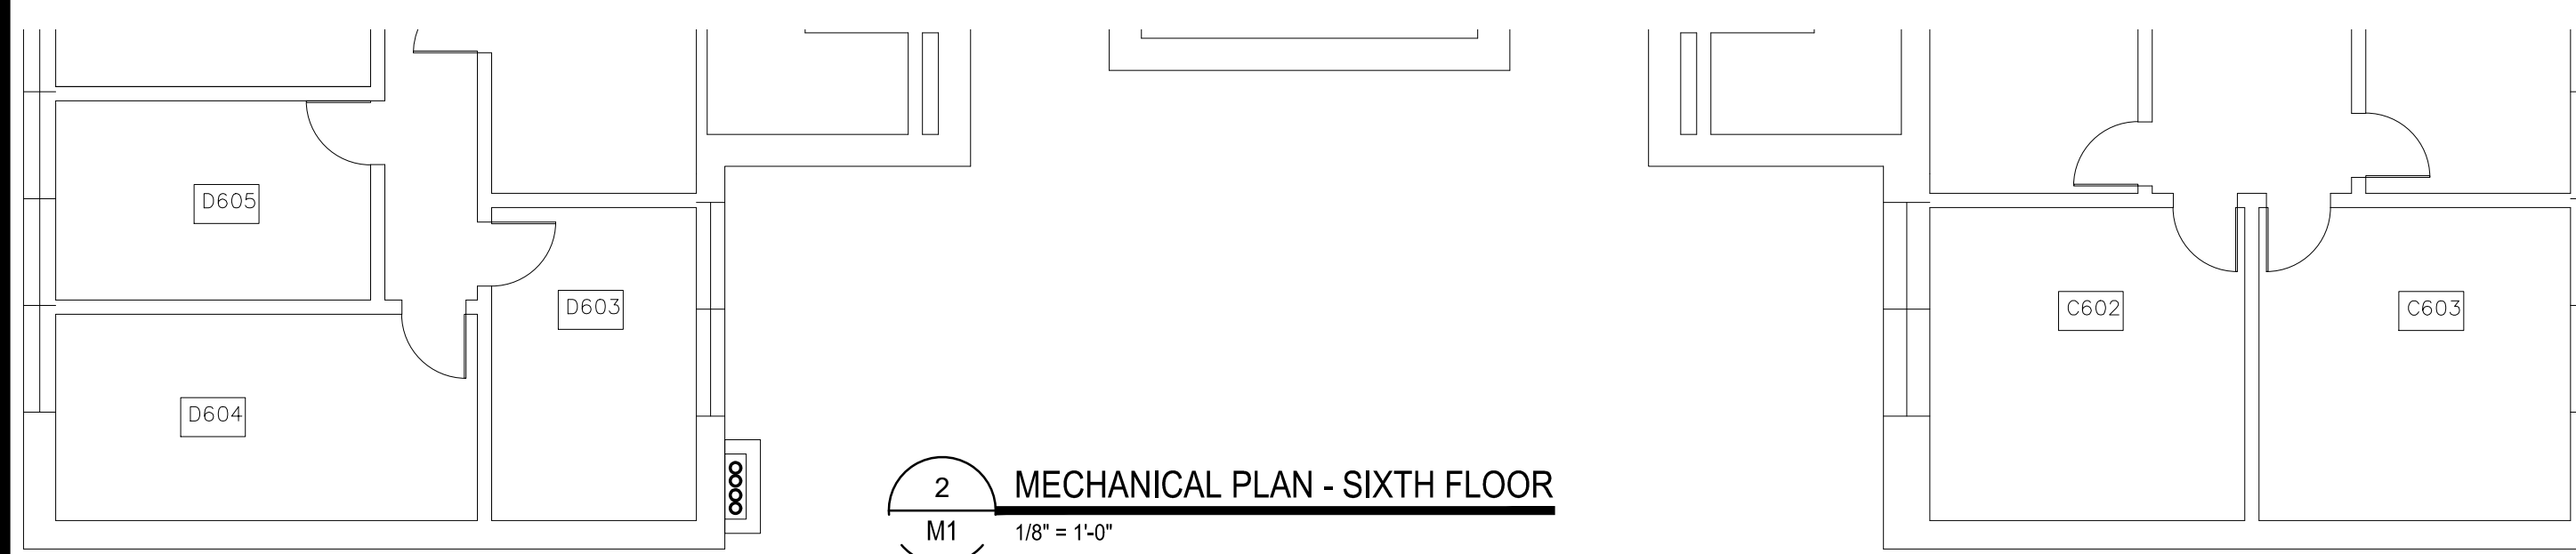 D605
D603
C602
C603
D604
2
MECHANICAL PLAN - SIXTH FLOOR
M1
1/8" = 1'-0"